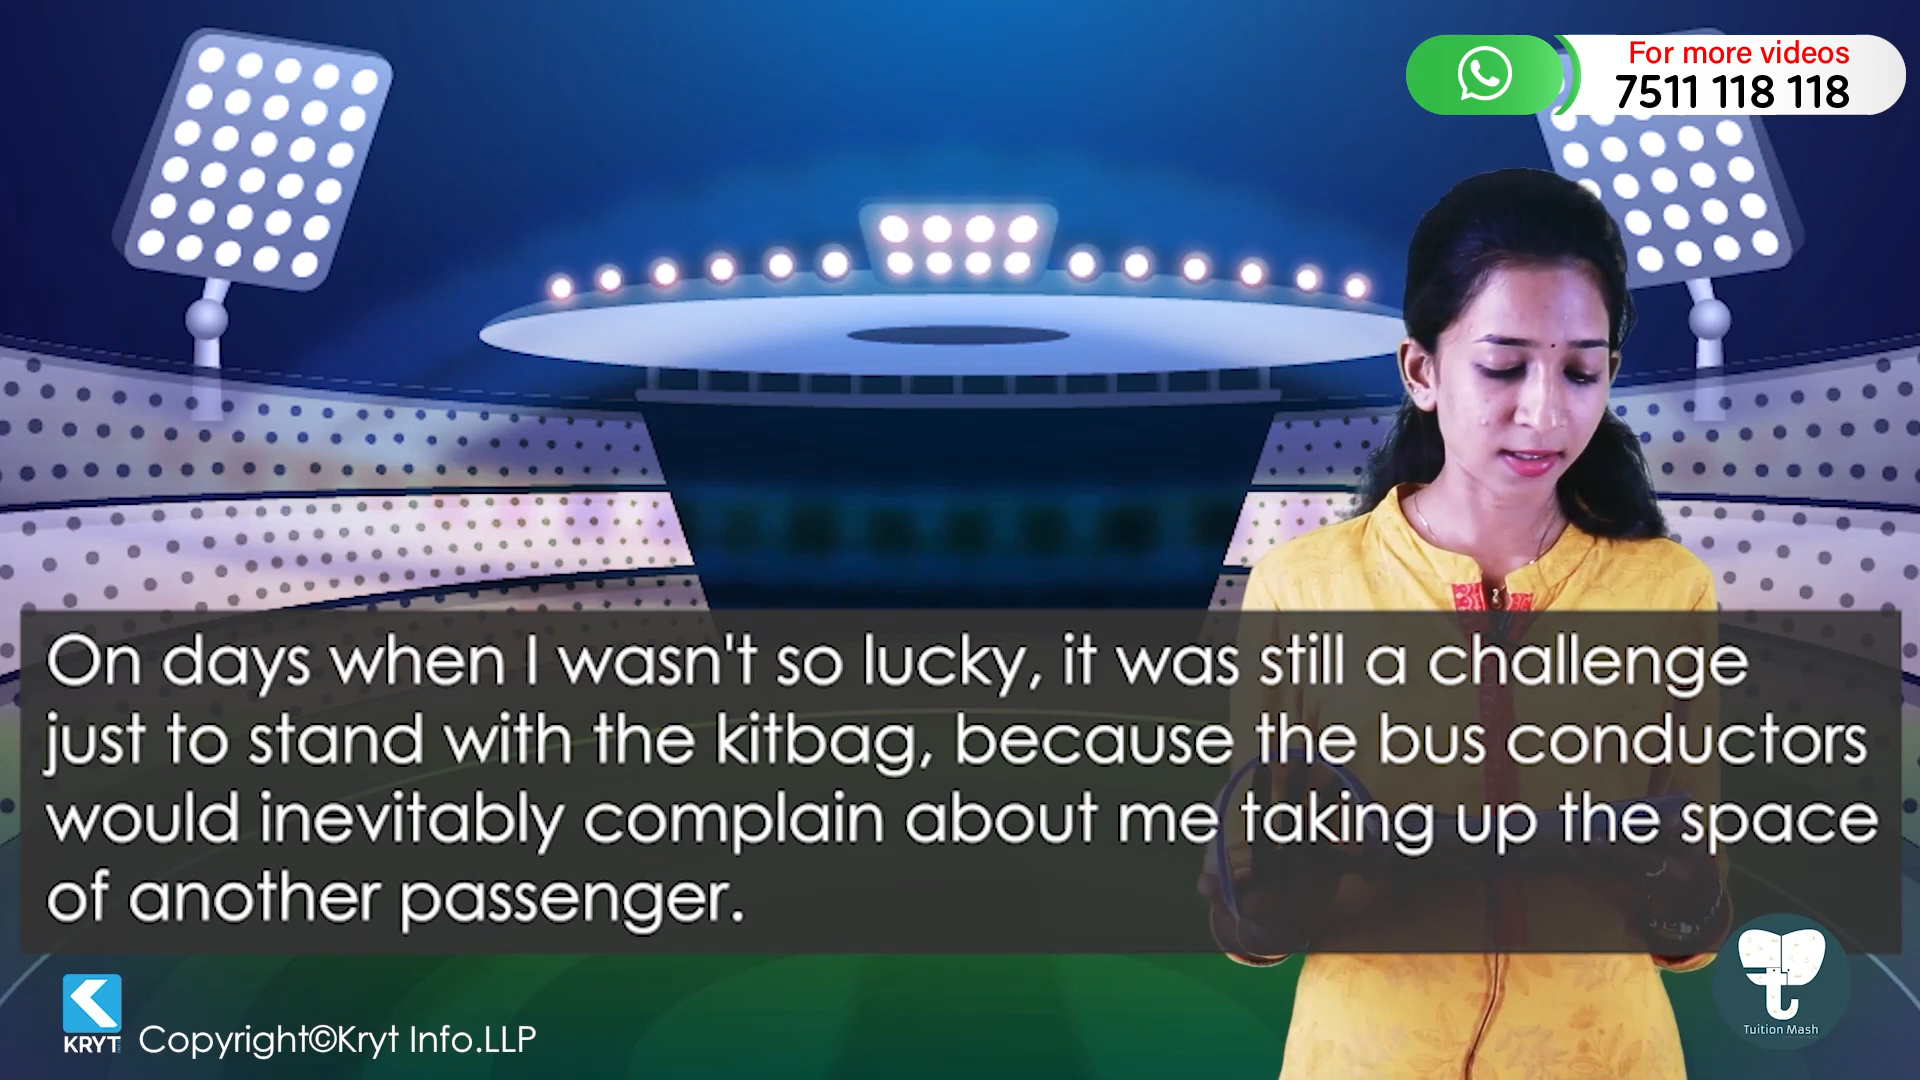 For more videos
7511 118 118
On days when I wasn't so lucky, it was still a challenge
just to stand with the kitbag, because the bus conductors
would inevitably complain about me taking up the space
of another passenger.
KRYT
Copyright©Kryt Info.LLP
Tuition Mash